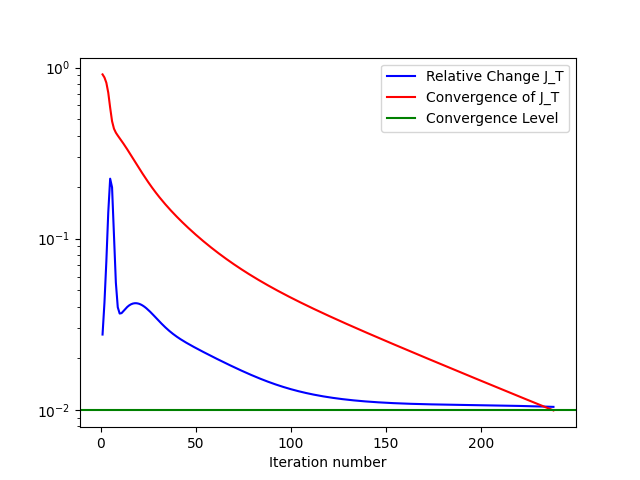 10⁰
10⁻¹
10⁻²
Relative Change J_T
Convergence of J_T
Convergence Level
0 50 100 150 200
Iteration number